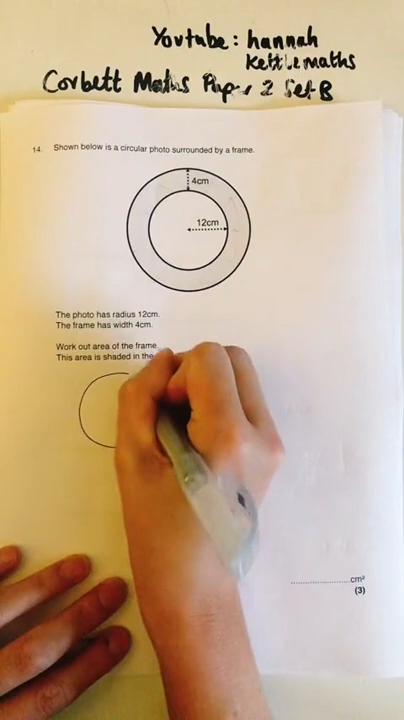 Youtube: hannah
kettlemaths
Corbett Maths Paper 2 Set B
14. Shown below is a circular photo surrounded by a frame.
4cm
12cm
The photo has radius 12cm.
The frame has width 4cm.
Work out area of the frame.
This area is shaded in the
cm²
(3)